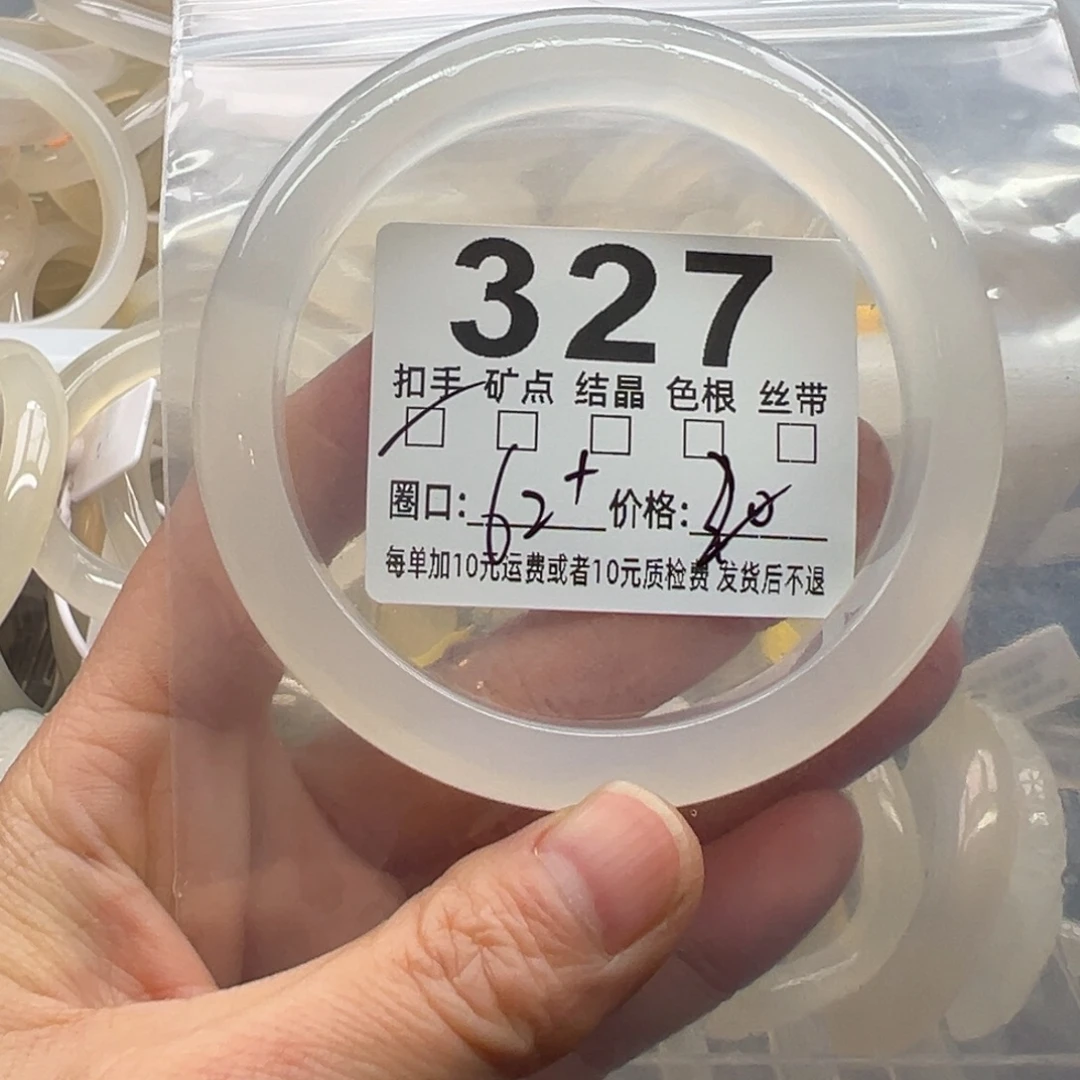 327
扣手 矿点 结晶 色根 丝带
圈口: 62+ 价格: 20
每单加10元运费或者10元质检费 发货后不退